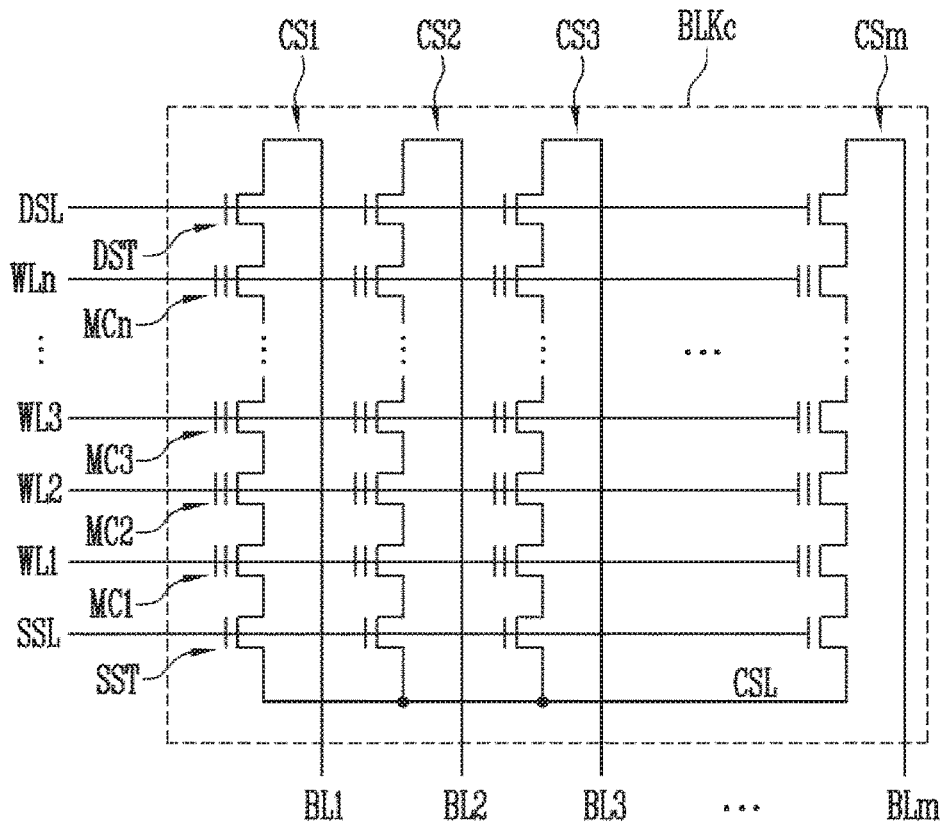 CS1 CS2 CS3 BLKc CSm
DSL
DST
WLn
MCn
⋮
WL3
MC3
WL2
MC2
WL1
MC1
SSL
SST
CSL
BL1 BL2 BL3 ... BLm